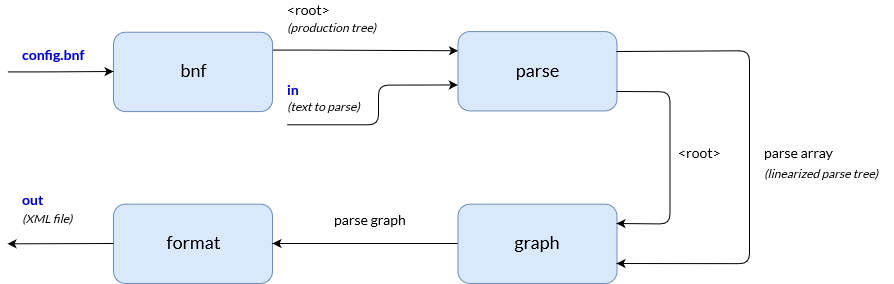 <root>
(production tree)
config.bnf
bnf
parse
in
(text to parse)
<root>
parse array
(linearized parse tree)
out
(XML file)
format
parse graph
graph